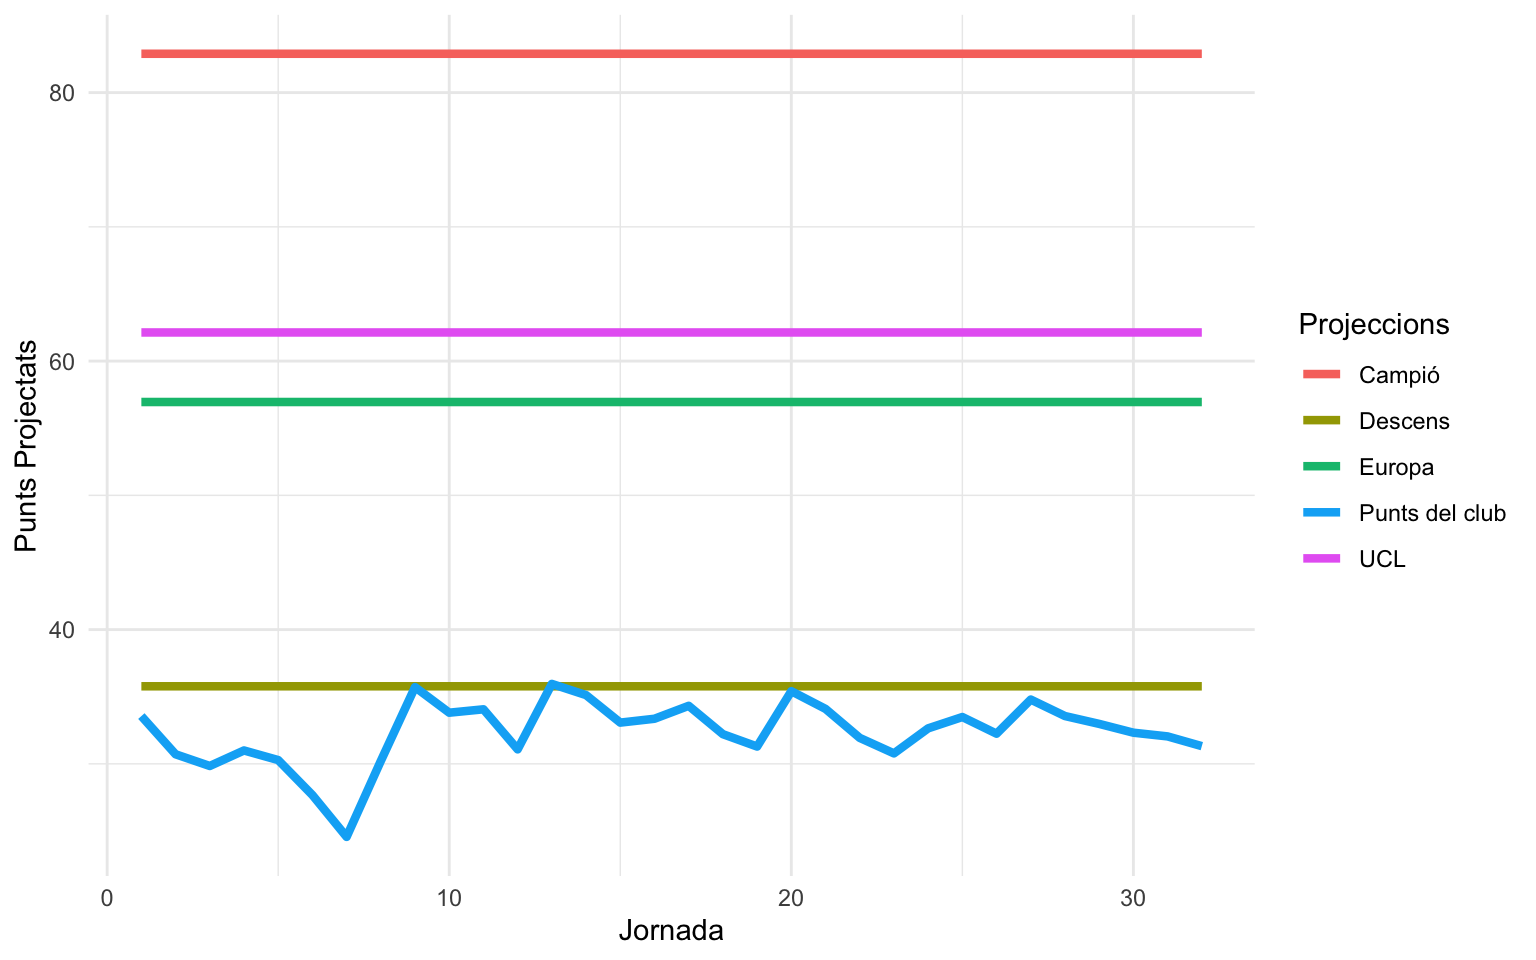 80
60
40
Punts Projectats
0
10
20
30
Jornada
Projeccions
Campió
Descens
Europa
Punts del club
UCL